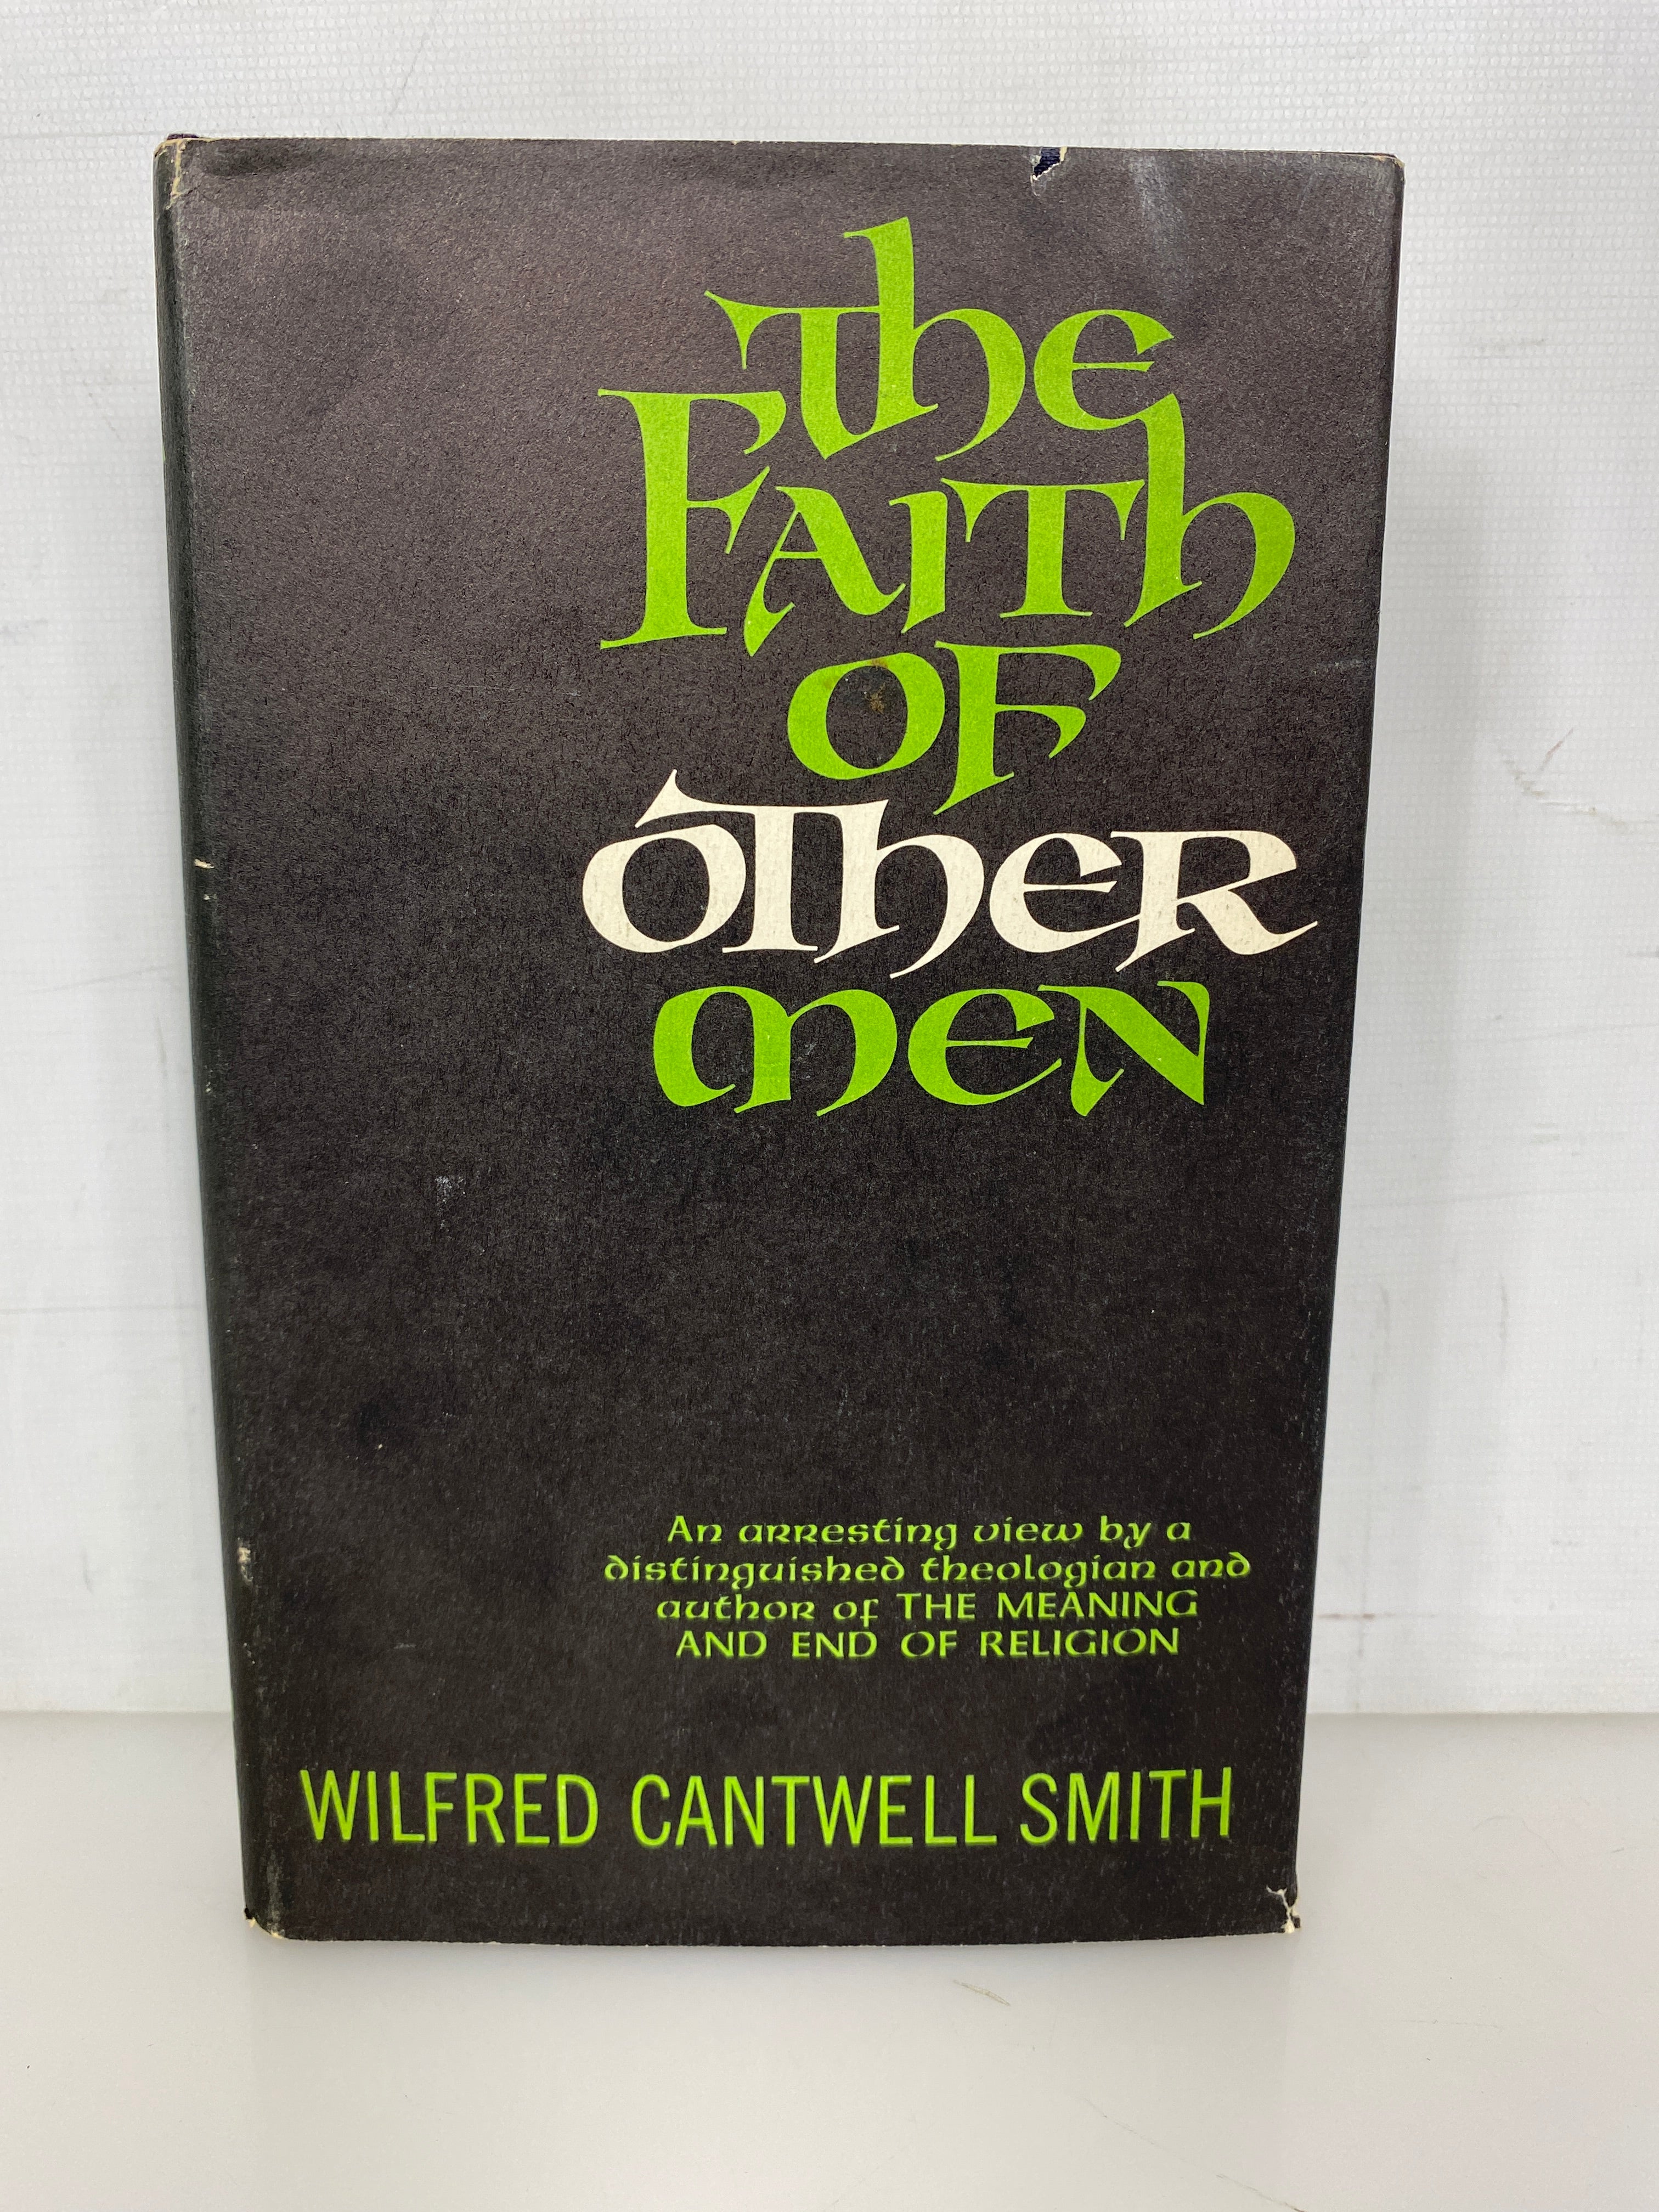 The
Faith
of
Other
Men
An arresting view by a
distinguished theologian and
author of THE MEANING
AND END OF RELIGION
WILFRED CANTWELL SMITH